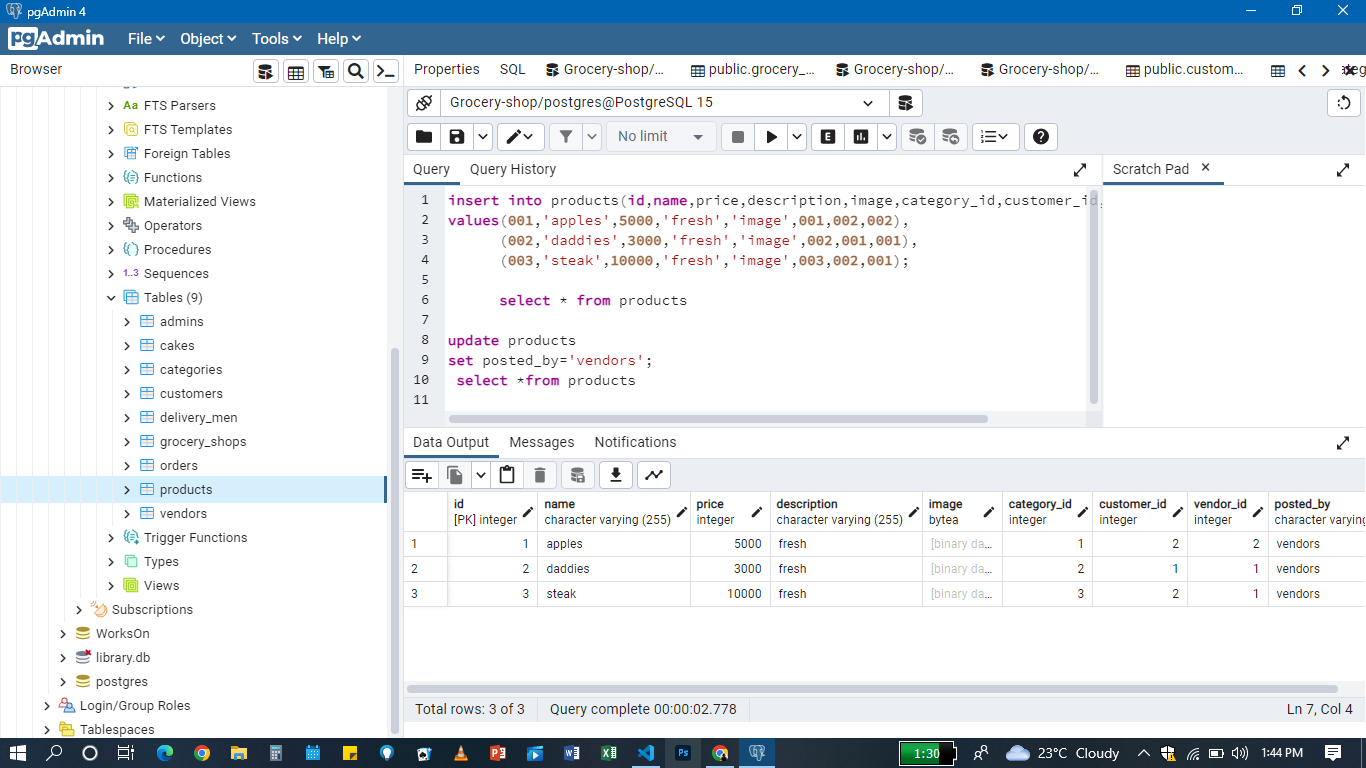 pgAdmin 4
pgAdmin File Object Tools Help
Browser
Properties SQL Grocery-shop/... public.grocery_... Grocery-shop/... Grocery-shop/... public.custom...
Grocery-shop/postgres@PostgreSQL 15
No limit
E
Query Query History
Scratch Pad
Aa FTS Parsers
FTS Templates
Foreign Tables
Functions
Materialized Views
Operators
Procedures
1..3 Sequences
Tables (9)
admins
cakes
categories
customers
delivery_men
grocery_shops
orders
products
vendors
Trigger Functions
Types
Views
Subscriptions
WorksOn
library.db
postgres
Login/Group Roles
Tablespaces
1 insert into products(id,name,price,description,image,category_id,customer_id,
2 values(001,'apples',5000,'fresh','image',001,002,002),
3 (002,'daddies',3000,'fresh','image',002,001,001),
4 (003,'steak',10000,'fresh','image',003,002,001);
5
6 select * from products
7
8 update products
9 set posted_by='vendors';
10 select *from products
11
Data Output Messages Notifications
id name price description image category_id customer_id vendor_id posted_by
[PK] integer character varying (255) integer character varying (255) bytea integer integer integer character varying
1 1 apples 5000 fresh [binary da... 1 2 2 vendors
2 2 daddies 3000 fresh [binary da... 2 1 1 vendors
3 3 steak 10000 fresh [binary da... 3 2 1 vendors
Total rows: 3 of 3 Query complete 00:00:02.778 Ln 7, Col 4
1:30 23°C Cloudy 1:44 PM